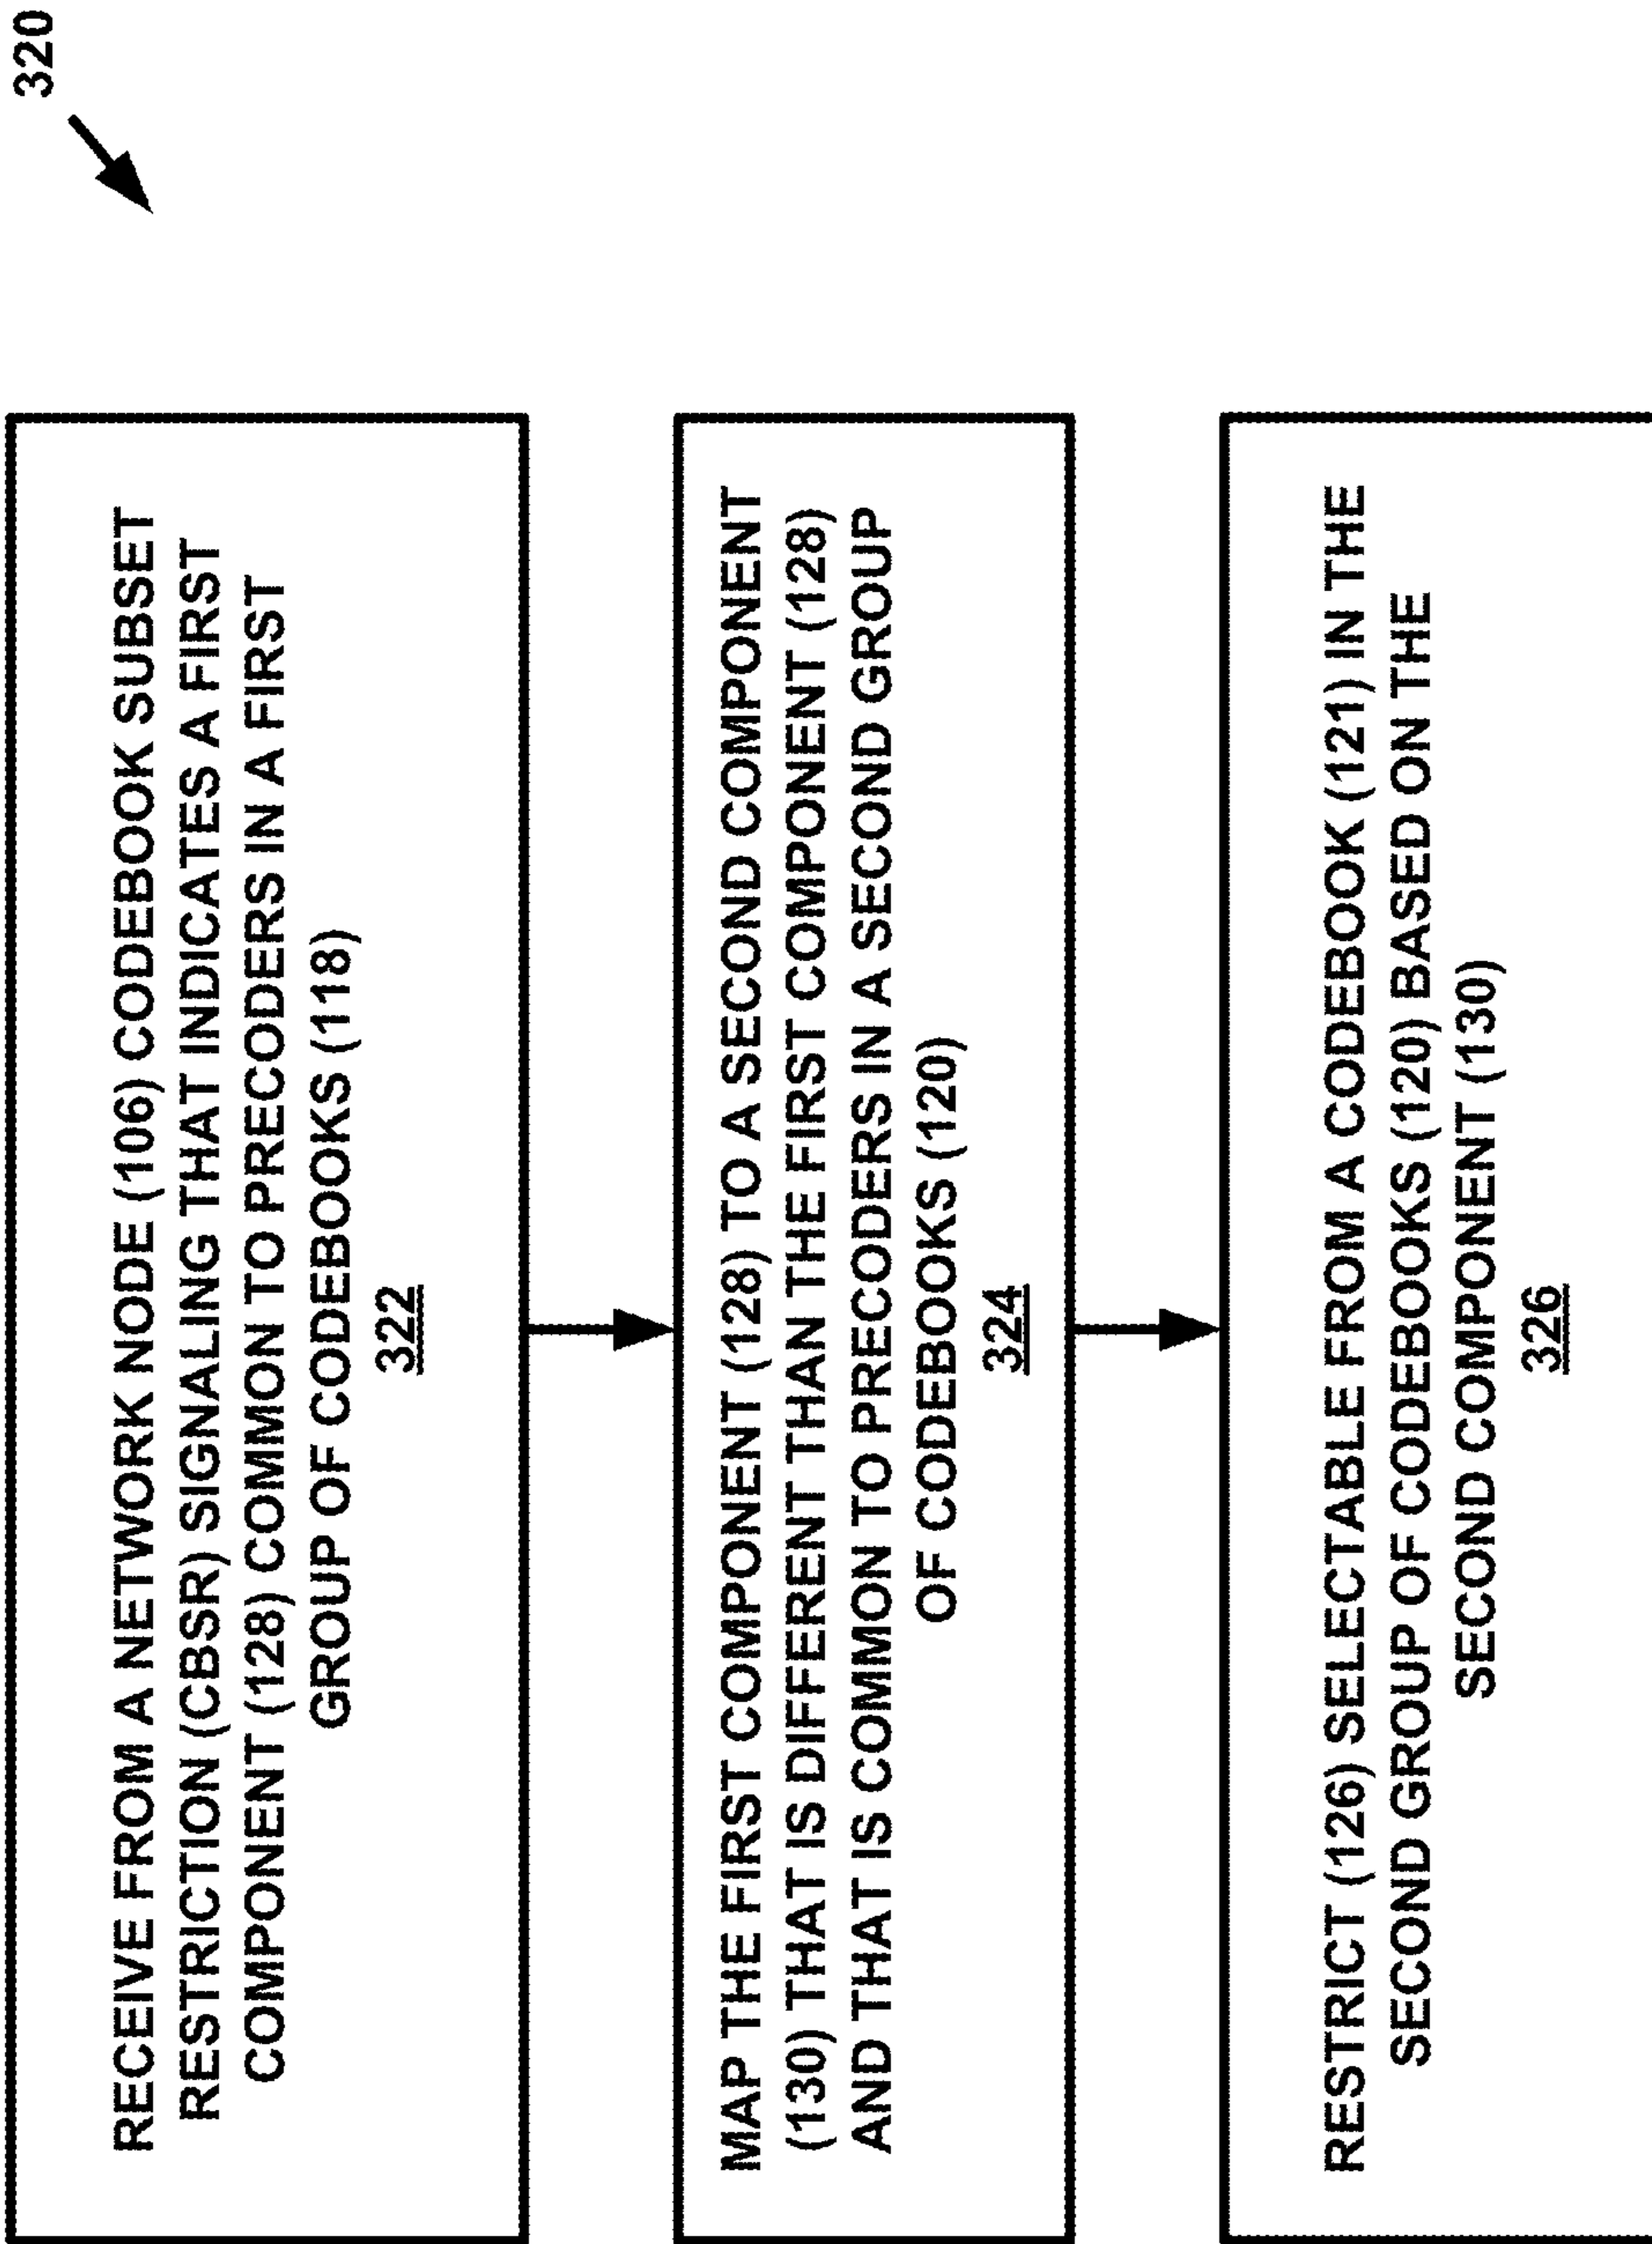 320
RECEIVE FROM A NETWORK NODE (106) CODEBOOK SUBSET
RESTRICTION (CBSR) SIGNALING THAT INDICATES A FIRST
COMPONENT (128) COMMON TO PRECODERS IN A FIRST
GROUP OF CODEBOOKS (118)
322
MAP THE FIRST COMPONENT (128) TO A SECOND COMPONENT
(130) THAT IS DIFFERENT THAN THE FIRST COMPONENT (128)
AND THAT IS COMMON TO PRECODERS IN A SECOND GROUP
OF CODEBOOKS (120)
324
RESTRICT (126) SELECTABLE FROM A CODEBOOK (121) IN THE
SECOND GROUP OF CODEBOOKS (120) BASED ON THE
SECOND COMPONENT (130)
326